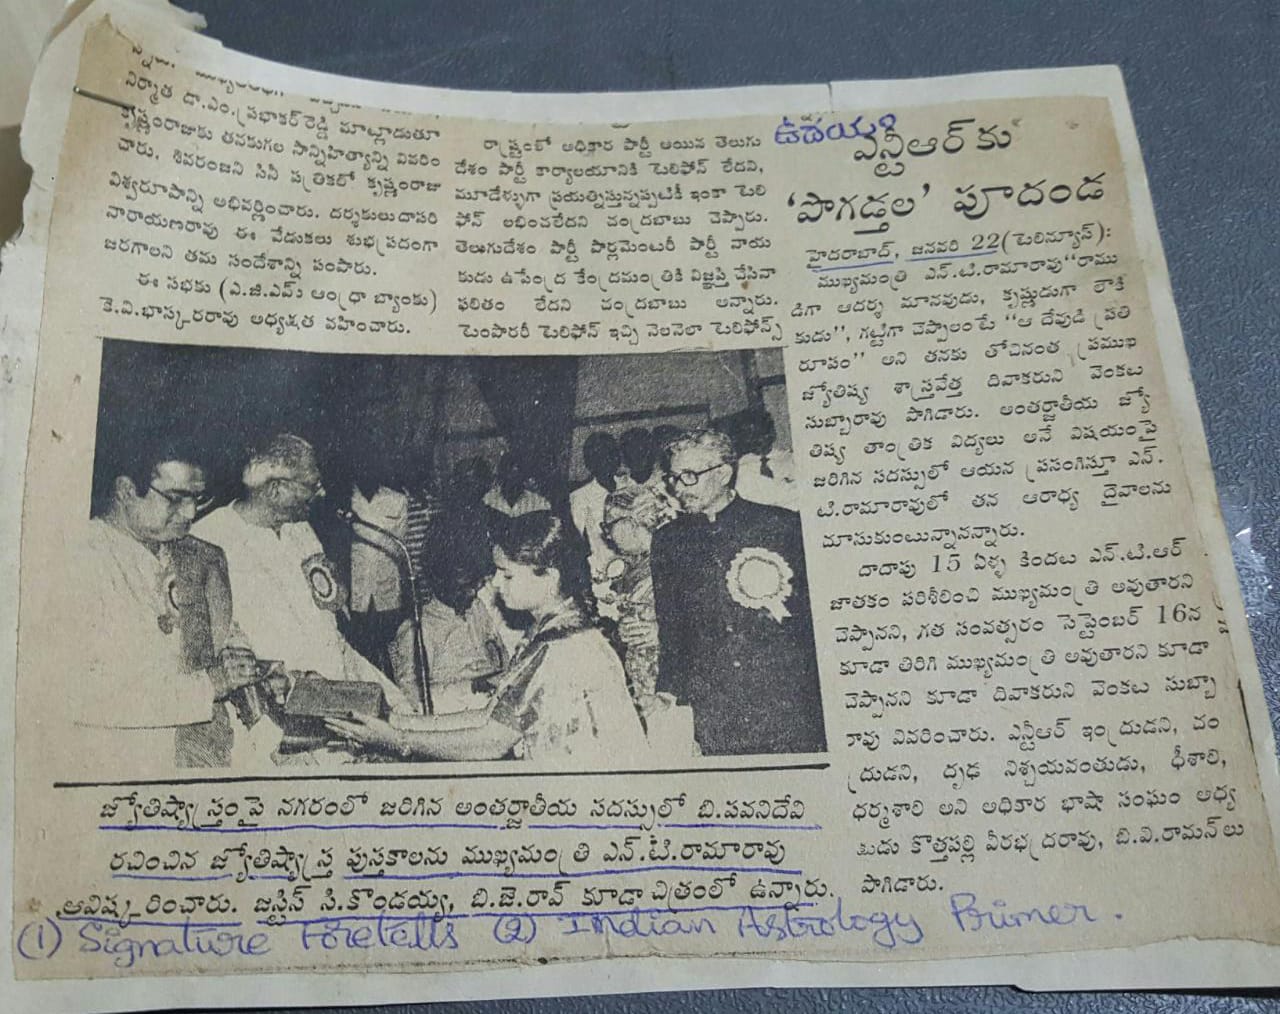 నిర్మాత డా.ఎం.ప్రభాకర్‌రెడ్డి మాట్లాడుతూ
కృష్ణంరాజుకు తనకుగల సాన్నిహిత్యాన్ని వివరిం
చారు. శివరంజని సినీ పత్రికలో కృష్ణంరాజు
విశ్వరూపాన్ని అభివర్ణించారు. దర్శకులు దాసరి
నారాయణరావు ఈ వేడుకలు శుభప్రదంగా
జరగాలని తమ సందేశాన్ని పంపారు.
ఈ సభకు (ఎ.జి.ఎమ్ ఆంధ్రా బ్యాంకు)
కె.వి.భాస్కరరావు అధ్యక్షత వహించారు.
రాష్ట్రంలో అధికార పార్టీ అయిన తెలుగు
దేశం పార్టీ కార్యాలయానికి టెలిఫోన్ లేదని,
మూడేళ్ళుగా ప్రయత్నిస్తున్నప్పటికీ ఇంకా టెలి
ఫోన్ లభించలేదని చంద్రబాబు చెప్పారు.
తెలుగుదేశం పార్టీ పార్లమెంటరీ పార్టీ నాయ
కుడు ఉపేంద్ర కేంద్రమంత్రికి విజ్ఞప్తి చేసినా
ఫలితం లేదని చంద్రబాబు అన్నారు.
టెంపరరీ టెలిఫోన్ ఇచ్చి నెలనెలా టెలిఫోన్స్
ఉదయం
ఎన్టీఆర్‌కు
'పొగడ్తల' పూదండ
హైదరాబాద్, జనవరి 22(టెలిన్యూస్):
ముఖ్యమంత్రి ఎన్.టి.రామారావు "రాము
డిగా ఆదర్శ మానవుడు, కృష్ణుడుగా లౌకి
కుడు", గట్టిగా చెప్పాలంటే "ఆ దేవుడి ప్రతి
రూపం" అని తనకు తోచినంత ప్రముఖ
జ్యోతిష్య శాస్త్రవేత్త దివాకరుని వెంకట
సుబ్బారావు పొగిడారు. అంతర్జాతీయ జ్యో
తిష్య తాంత్రిక విద్యలు అనే విషయంపై
జరిగిన సదస్సులో ఆయన ప్రసంగిస్తూ ఎన్.
టి.రామారావులో తన ఆరాధ్య దైవాలను
చూసుకుంటున్నానన్నారు.
దాదాపు 15 ఏళ్ళ కిందటు ఎన్.టి.ఆర్
జాతకం పరిశీలించి ముఖ్యమంత్రి అవుతారని
చెప్పానని, గత సంవత్సరం సెప్టెంబర్ 16న
కూడా తిరిగి ముఖ్యమంత్రి అవుతారని కూడా
చెప్పానని కూడా దివాకరుని వెంకట సుబ్బా
రావు వివరించారు. ఎన్టీఆర్ ఇంద్రుడని, చం
ద్రుడని, దృఢ నిశ్చయవంతుడు, ధీశాలి,
ధర్మశాలి అని అధికార భాషా సంఘం అధ్య
క్షుడు కొత్తపల్లి వీరభద్రరావు, బి.వి.రామన్‌లు
పొగిడారు.
జ్యోతిష్యాస్త్రంపై నగరంలో జరిగిన అంతర్జాతీయ సదస్సులో బి.పవనిదేవి
రచించిన జ్యోతిష్యాస్త్ర పుస్తకాలను ముఖ్యమంత్రి ఎన్.టి.రామారావు
ఆవిష్కరించారు. జస్టిస్ సి.కొండయ్య, బి.జె.రావ్ కూడా చిత్రంలో ఉన్నారు.
(1) Signature Foretells (2) Indian Astrology Primer.